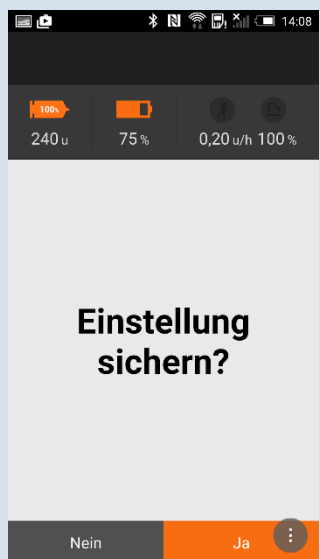 14:08
100%
240 u
75 %
0,20 u/h 100 %
Einstellung
sichern?
Nein
Ja